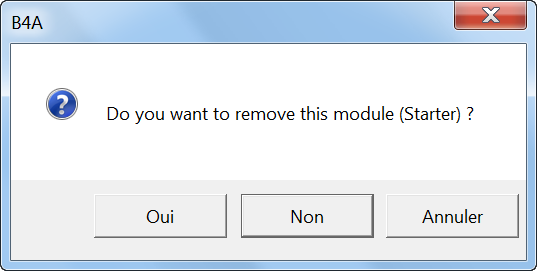 B4A
Do you want to remove this module (Starter) ?
Oui Non Annuler